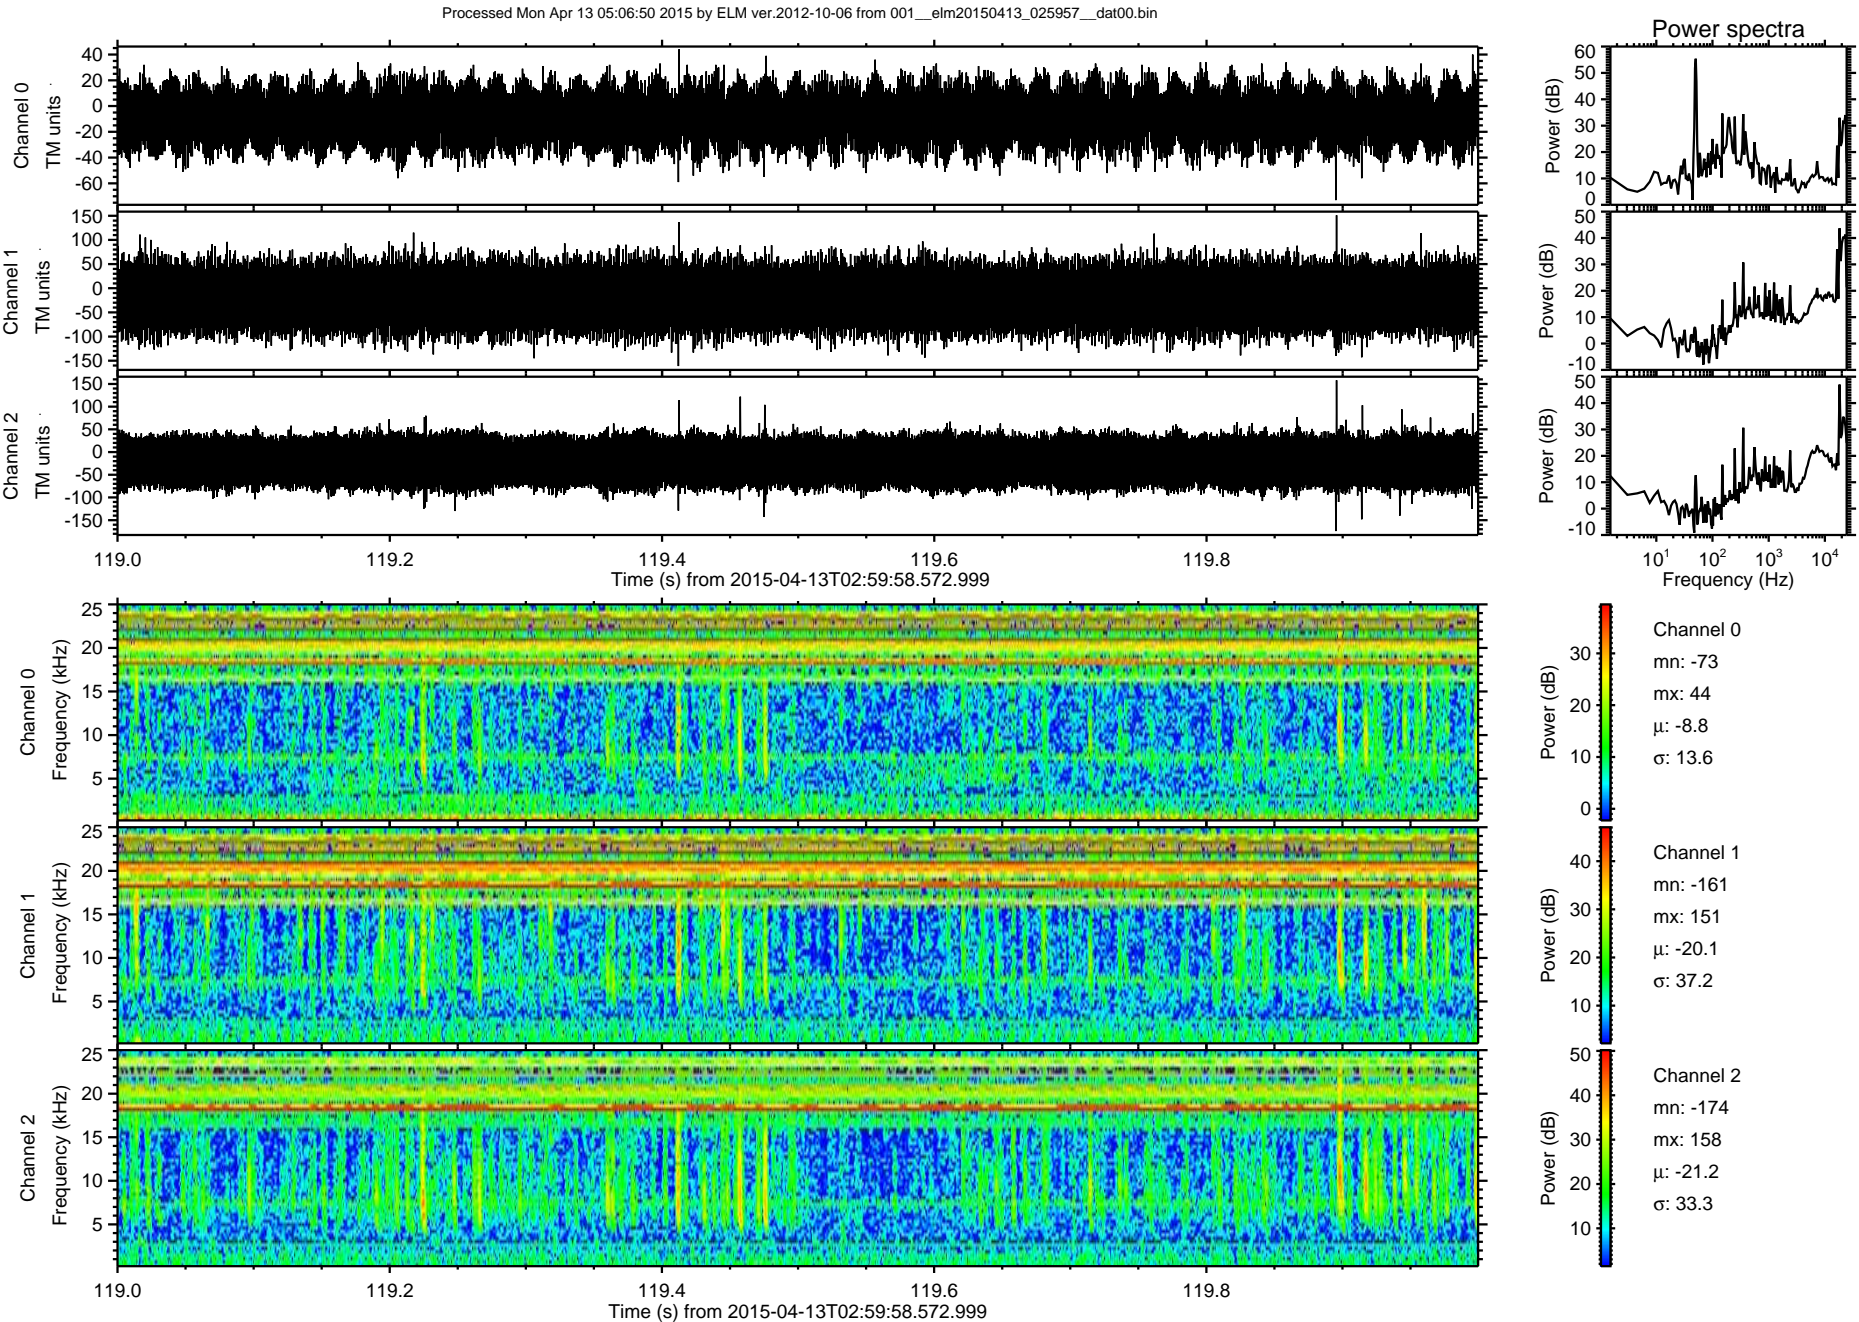 Processed Mon Apr 13 05:06:50 2015 by ELM ver.2012-10-06 from 001__elm20150413_025957__dat00.bin
Power spectra
Channel 0
TM units
40
20
0
-20
-40
-60
Power (dB)
60
50
40
30
20
10
0
Channel 1
TM units
150
100
50
0
-50
-100
-150
Power (dB)
50
40
30
20
10
0
-10
Channel 2
TM units
150
100
50
0
-50
-100
-150
Power (dB)
50
40
30
20
10
0
-10
119.0 119.2 119.4 119.6 119.8
Time (s) from 2015-04-13T02:59:58.572.999
10¹ 10² 10³ 10⁴
Frequency (Hz)
Channel 0
Frequency (kHz)
25
20
15
10
5
Power (dB)
30
20
10
0
Channel 0
mn: -73
mx: 44
µ: -8.8
σ: 13.6
Channel 1
Frequency (kHz)
25
20
15
10
5
Power (dB)
40
30
20
10
Channel 1
mn: -161
mx: 151
µ: -20.1
σ: 37.2
Channel 2
Frequency (kHz)
25
20
15
10
5
Power (dB)
50
40
30
20
10
Channel 2
mn: -174
mx: 158
µ: -21.2
σ: 33.3
119.0 119.2 119.4 119.6 119.8
Time (s) from 2015-04-13T02:59:58.572.999